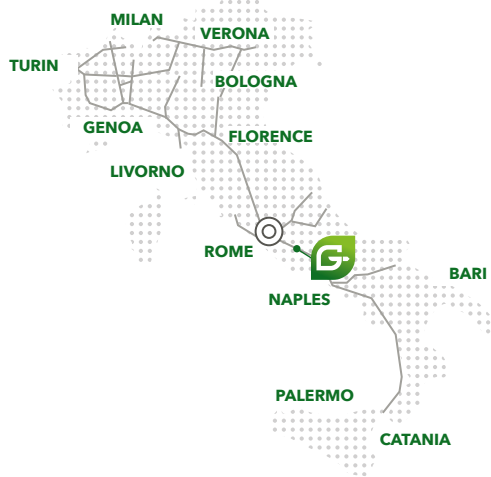 MILAN
VERONA
TURIN
BOLOGNA
GENOA
FLORENCE
LIVORNO
ROME
G
BARI
NAPLES
PALERMO
CATANIA